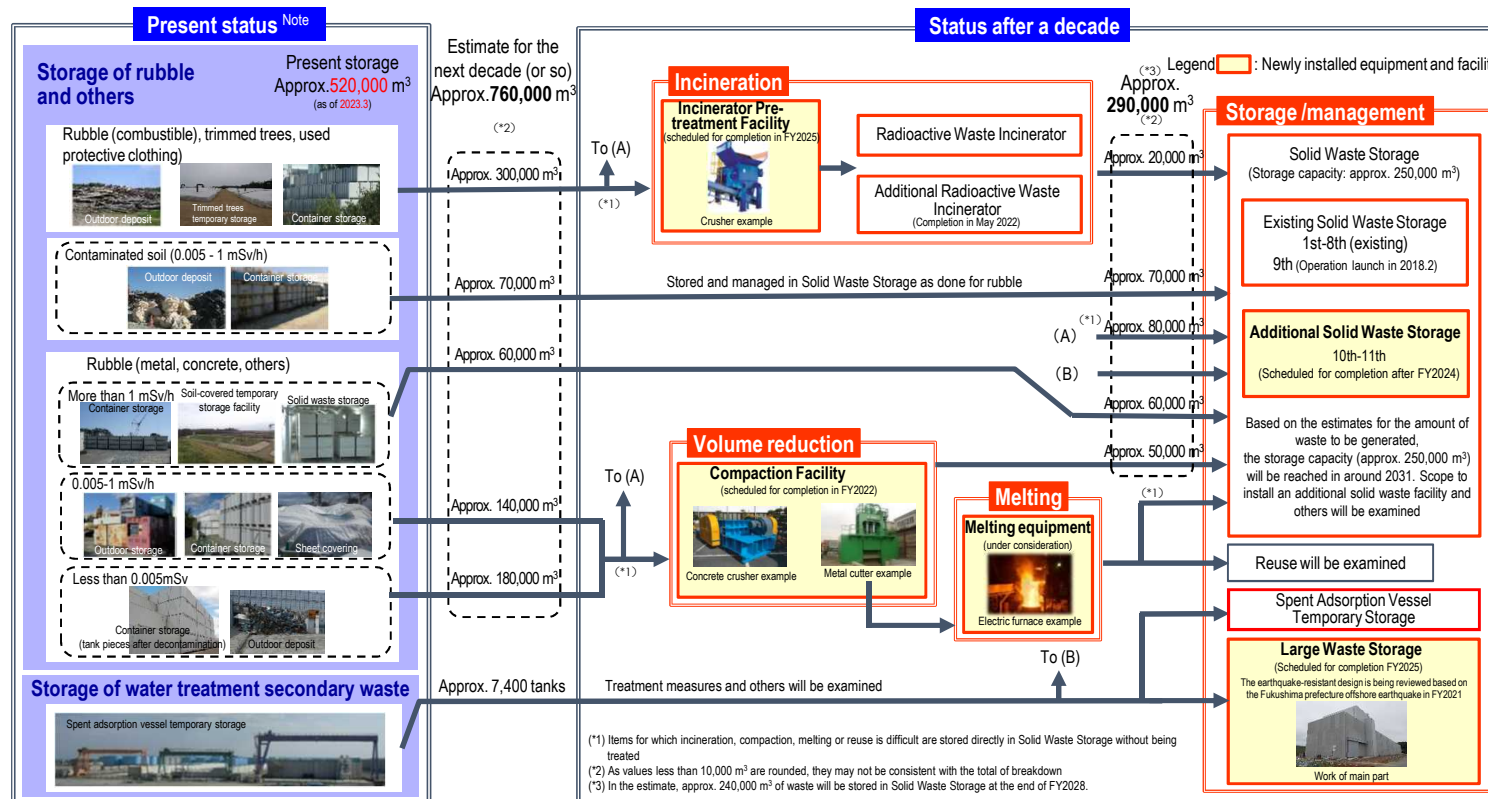 Present status Note
Storage of rubble
and others
Present storage
Approx.520,000 m³
(as of 2023.3)
Rubble (combustible), trimmed trees, used
protective clothing)
Outdoor deposit
Trimmed trees
temporary storage
Container storage
Contaminated soil (0.005 - 1 mSv/h)
Outdoor deposit
Container storage
Rubble (metal, concrete, others)
More than 1 mSv/h
Container storage
Soil-covered temporary
storage facility
Solid waste storage
0.005-1 mSv/h
Outdoor storage
Container storage
Sheet covering
Less than 0.005mSv
Container storage
(tank pieces after decontamination)
Outdoor deposit
Storage of water treatment secondary waste
Spent adsorption vessel temporary storage
Estimate for the
next decade (or so)
Approx.760,000 m³
(*2)
Approx. 300,000 m³
Approx. 70,000 m³
Approx. 60,000 m³
Approx. 140,000 m³
Approx. 180,000 m³
Approx. 7,400 tanks
Status after a decade
Legend : Newly installed equipment and facilit
To (A)
(*1)
Incineration
Incinerator Pre-
treatment Facility
(scheduled for completion in FY2025)
Crusher example
Radioactive Waste Incinerator
Additional Radioactive Waste
Incinerator
(Completion in May 2022)
Stored and managed in Solid Waste Storage as done for rubble
To (A)
(*1)
Volume reduction
Compaction Facility
(scheduled for completion in FY2022)
Concrete crusher example
Metal cutter example
Melting
Melting equipment
(under consideration)
Electric furnace example
To (B)
Treatment measures and others will be examined
(*3)
Approx.
290,000 m³
(*2)
Approx. 20,000 m³
Approx. 70,000 m³
(A)
(*1)
Approx. 80,000 m³
(B)
Approx. 60,000 m³
Approx. 50,000 m³
(*1)
Storage /management
Solid Waste Storage
(Storage capacity: approx. 250,000 m³)
Existing Solid Waste Storage
1st-8th (existing)
9th (Operation launch in 2018.2)
Additional Solid Waste Storage
10th-11th
(Scheduled for completion after FY2024)
Based on the estimates for the amount of
waste to be generated,
the storage capacity (approx. 250,000 m³)
will be reached in around 2031. Scope to
install an additional solid waste facility and
others will be examined
Reuse will be examined
Spent Adsorption Vessel
Temporary Storage
Large Waste Storage
(Scheduled for completion FY2025)
The earthquake-resistant design is being reviewed based on
the Fukushima prefecture offshore earthquake in FY2021
Work of main part
(*1) Items for which incineration, compaction, melting or reuse is difficult are stored directly in Solid Waste Storage without being
treated
(*2) As values less than 10,000 m³ are rounded, they may not be consistent with the total of breakdown
(*3) In the estimate, approx. 240,000 m³ of waste will be stored in Solid Waste Storage at the end of FY2028.